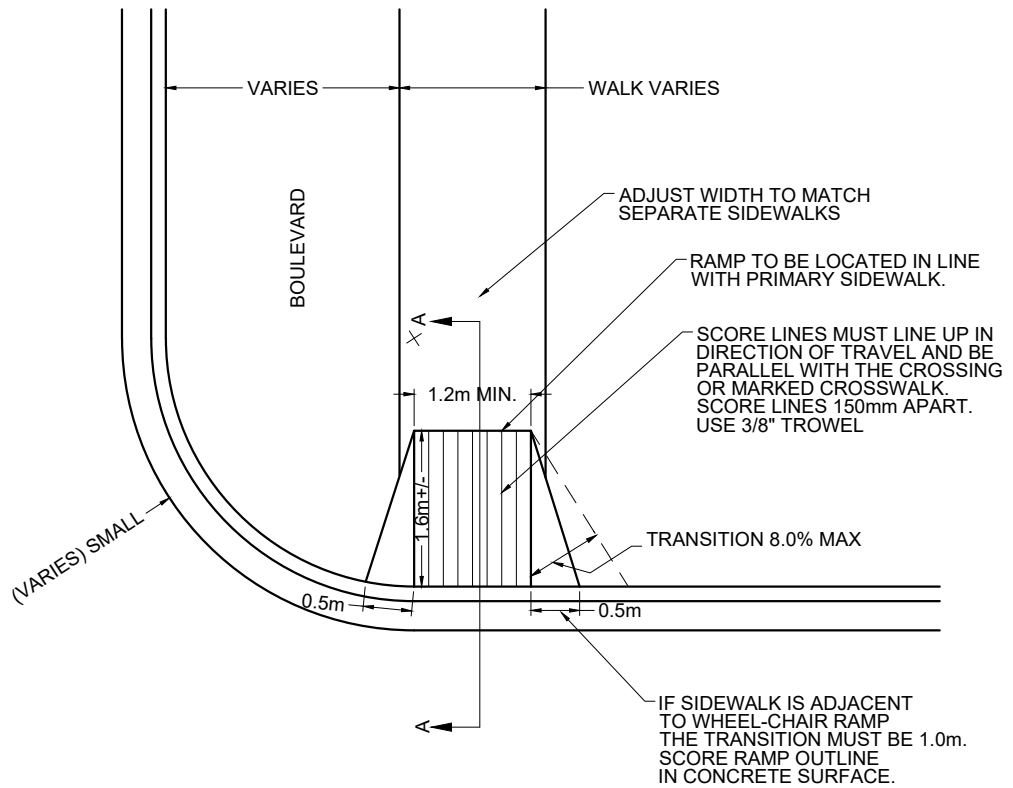 VARIES
WALK VARIES
BOULEVARD
ADJUST WIDTH TO MATCH
SEPARATE SIDEWALKS
RAMP TO BE LOCATED IN LINE
WITH PRIMARY SIDEWALK.
A
SCORE LINES MUST LINE UP IN
DIRECTION OF TRAVEL AND BE
PARALLEL WITH THE CROSSING
OR MARKED CROSSWALK.
SCORE LINES 150mm APART.
USE 3/8" TROWEL
1.2m MIN.
1.6m+/-
(VARIES) SMALL
TRANSITION 8.0% MAX
0.5m
0.5m
A
IF SIDEWALK IS ADJACENT
TO WHEEL-CHAIR RAMP
THE TRANSITION MUST BE 1.0m.
SCORE RAMP OUTLINE
IN CONCRETE SURFACE.